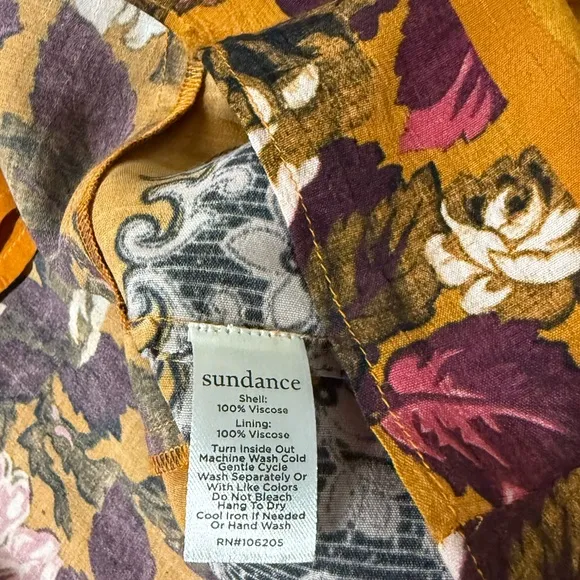 sundance
Shell:
100% Viscose
Lining:
100% Viscose
Turn Inside Out
Machine Wash Cold
Gentle Cycle
Wash Separately Or
With Like Colors
Do Not Bleach
Hang To Dry
Cool Iron If Needed
Or Hand Wash
RN#106205